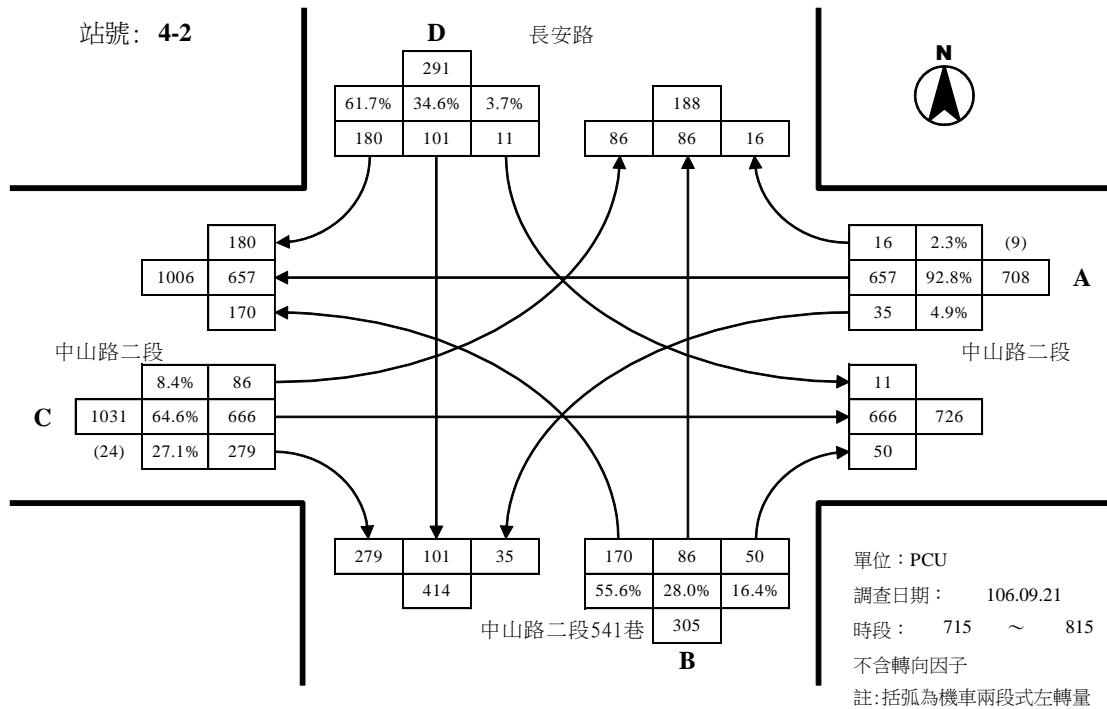 站號: 4-2
D
長安路
N
291
61.7% 34.6% 3.7%
180 101 11
188
86 86 16
180
1006 657
170
16 2.3% (9)
657 92.8% 708
35 4.9%
A
中山路二段
中山路二段
8.4% 86
C
1031 64.6% 666
(24) 27.1% 279
11
666 726
50
279 101 35
414
170 86 50
55.6% 28.0% 16.4%
305
中山路二段541巷
B
單位：PCU
調查日期： 106.09.21
時段： 715 ～ 815
不含轉向因子
註:括弧為機車兩段式左轉量